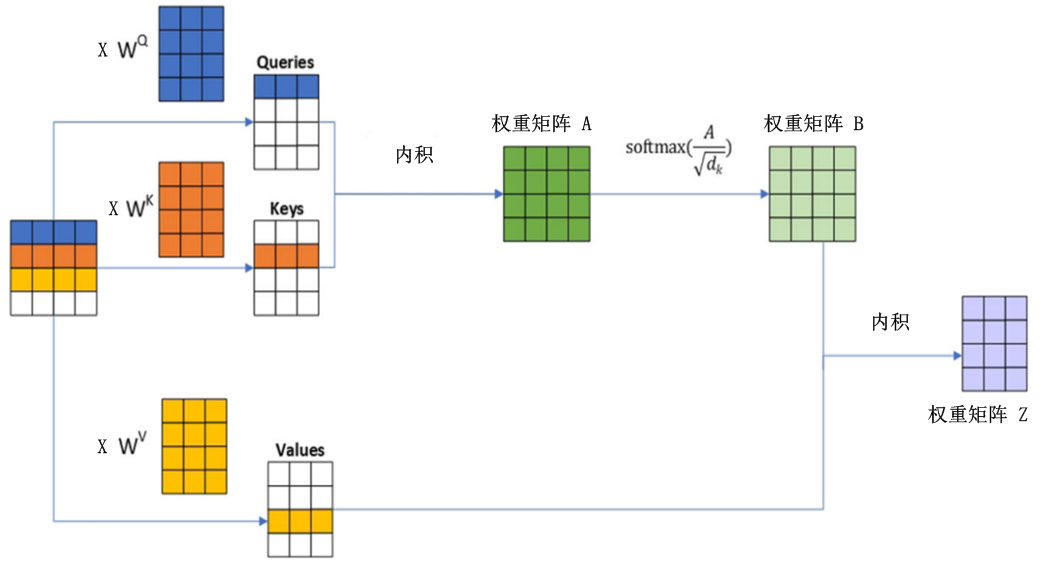 X W^Q
Queries
权重矩阵 A
softmax(A/√d_k)
权重矩阵 B
内积
X W^K
Keys
内积
权重矩阵 Z
X W^V
Values